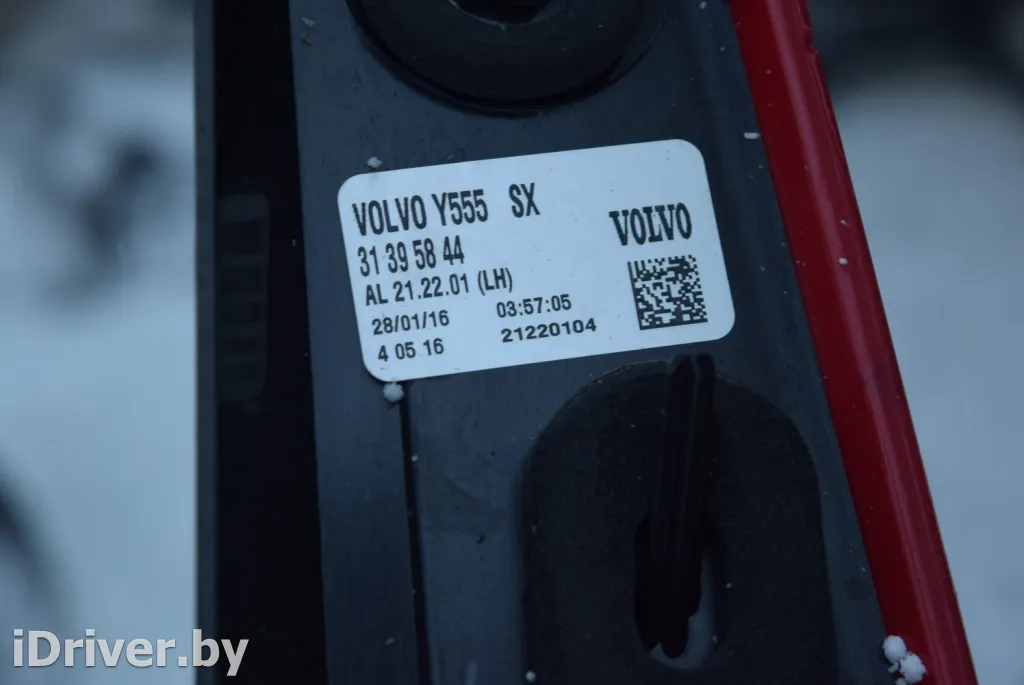 VOLVO Y555 SX
31 39 58 44
AL 21.22.01 (LH)
28/01/16 03:57:05
4 05 16 21220104
VOLVO
iDriver.by